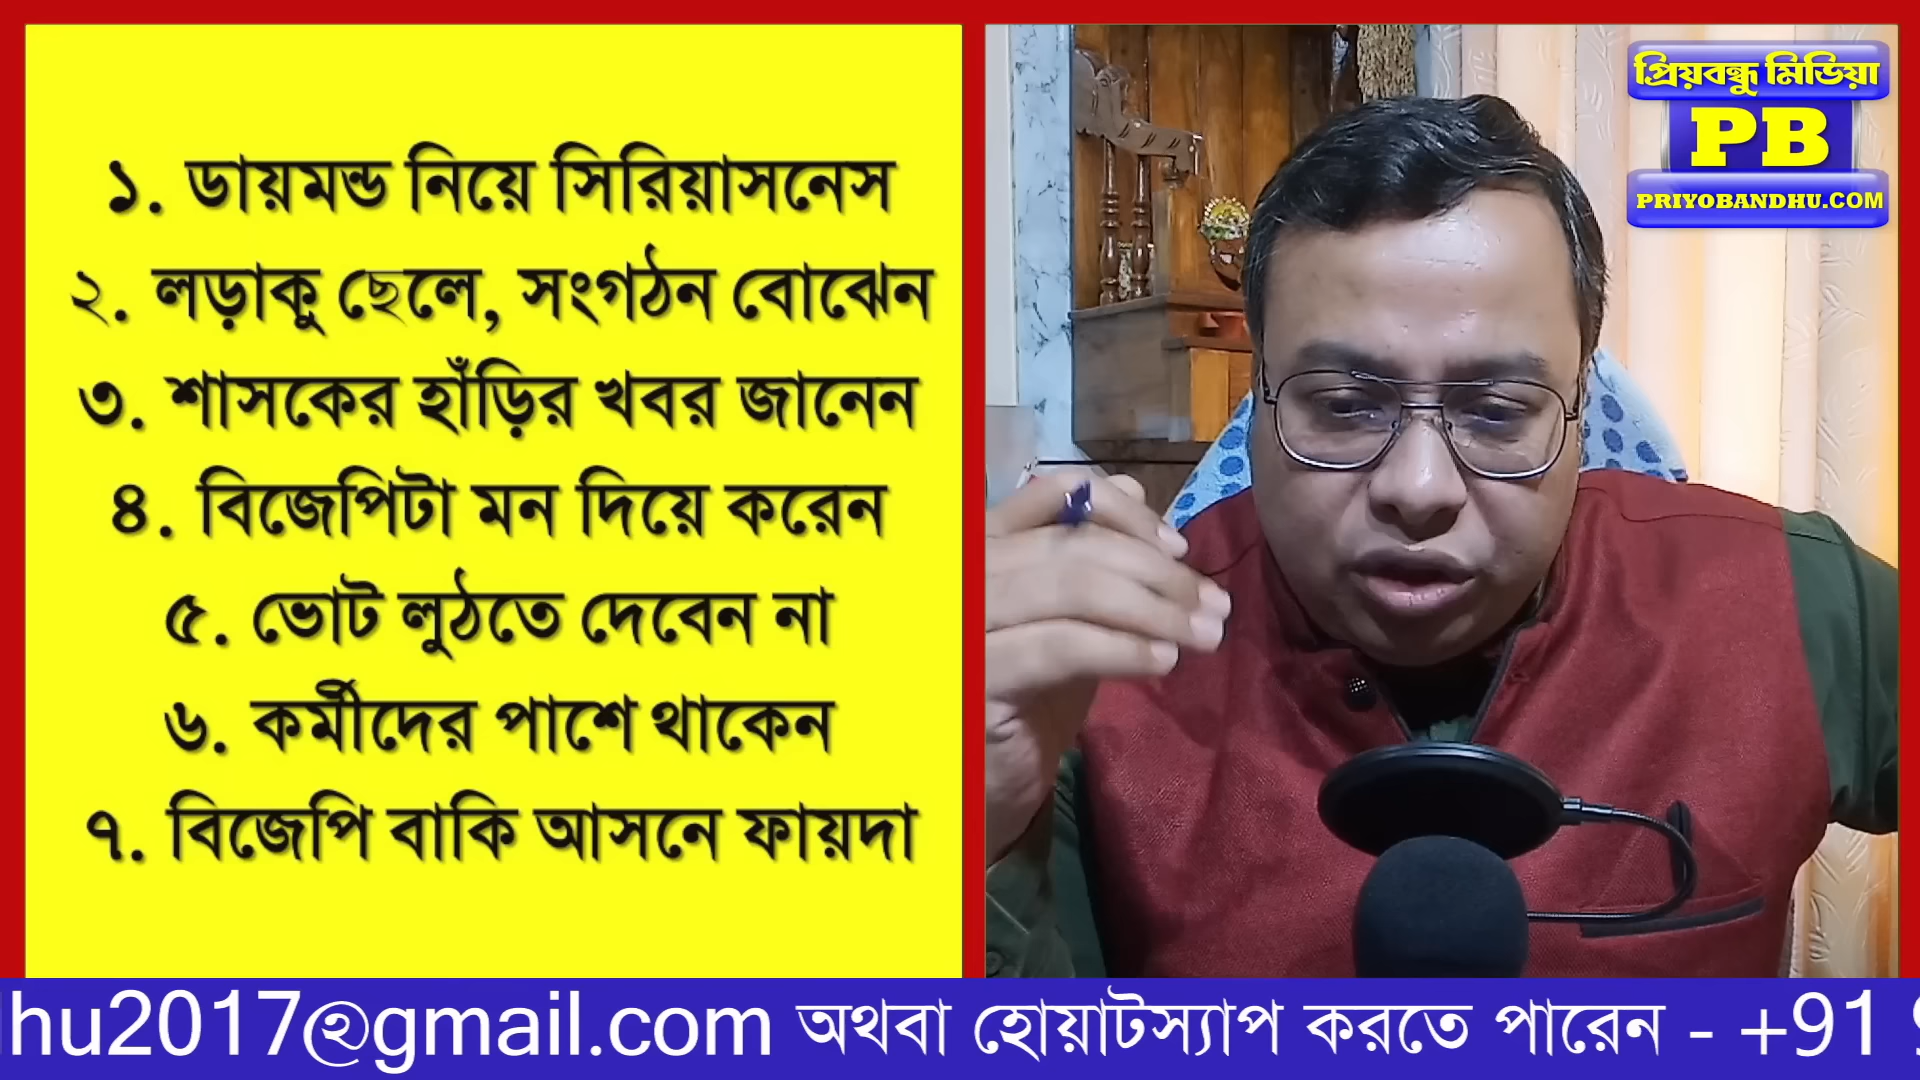 ১. ডায়মন্ড নিয়ে সিরিয়াসনেস
২. লড়াকু ছেলে, সংগঠন বোঝেন
৩. শাসকের হাঁড়ির খবর জানেন
৪. বিজেপিটা মন দিয়ে করেন
৫. ভোট লুঠতে দেবেন না
৬. কর্মীদের পাশে থাকেন
৭. বিজেপি বাকি আসনে ফায়দা
প্রিয়বন্ধু মিডিয়া
PB
PRIYOBANDHU.COM
hu2017@gmail.com অথবা হোয়াটস্যাপ করতে পারেন - +91